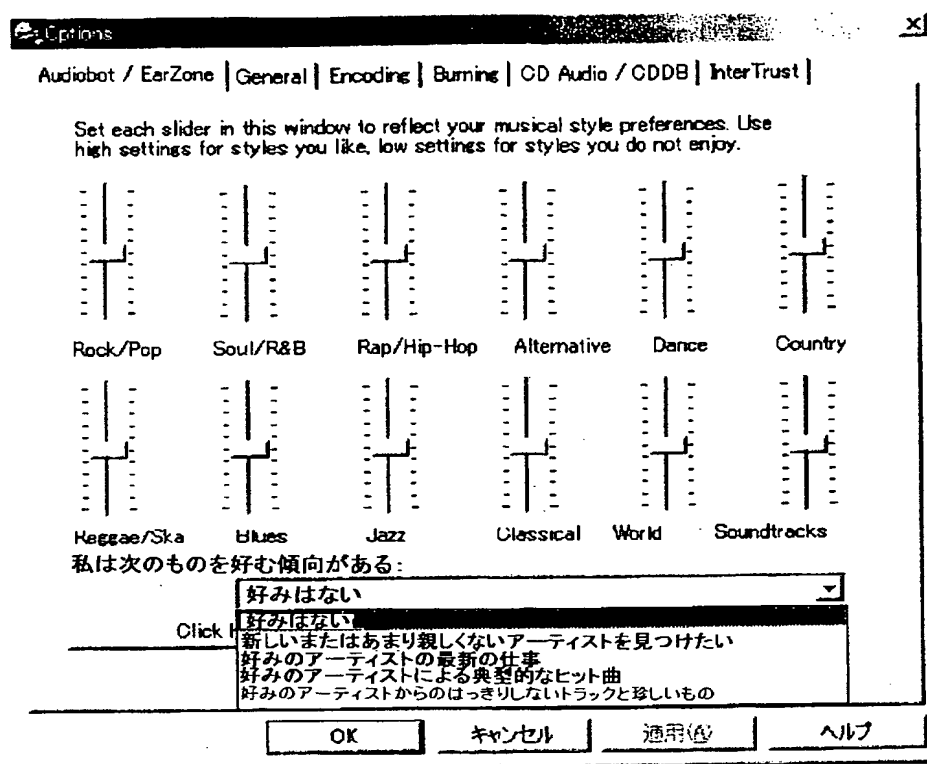 Options
Audiobot / EarZone | General | Encoding | Burning | CD Audio / CDDB | InterTrust |
Set each slider in this window to reflect your musical style preferences. Use
high settings for styles you like, low settings for styles you do not enjoy.
Rock/Pop Soul/R&B Rap/Hip-Hop Alternative Dance Country
Reggae/Ska Blues Jazz Classical World Soundtracks
私は次のものを好む傾向がある:
好みはない
好みはない
Click
新しいまたはあまり親しくないアーティストを見つけたい
好みのアーティストの最新の仕事
好みのアーティストによる典型的なヒット曲
好みのアーティストからのはっきりしないトラックと珍しいもの
OK キャンセル 適用(A) ヘルプ